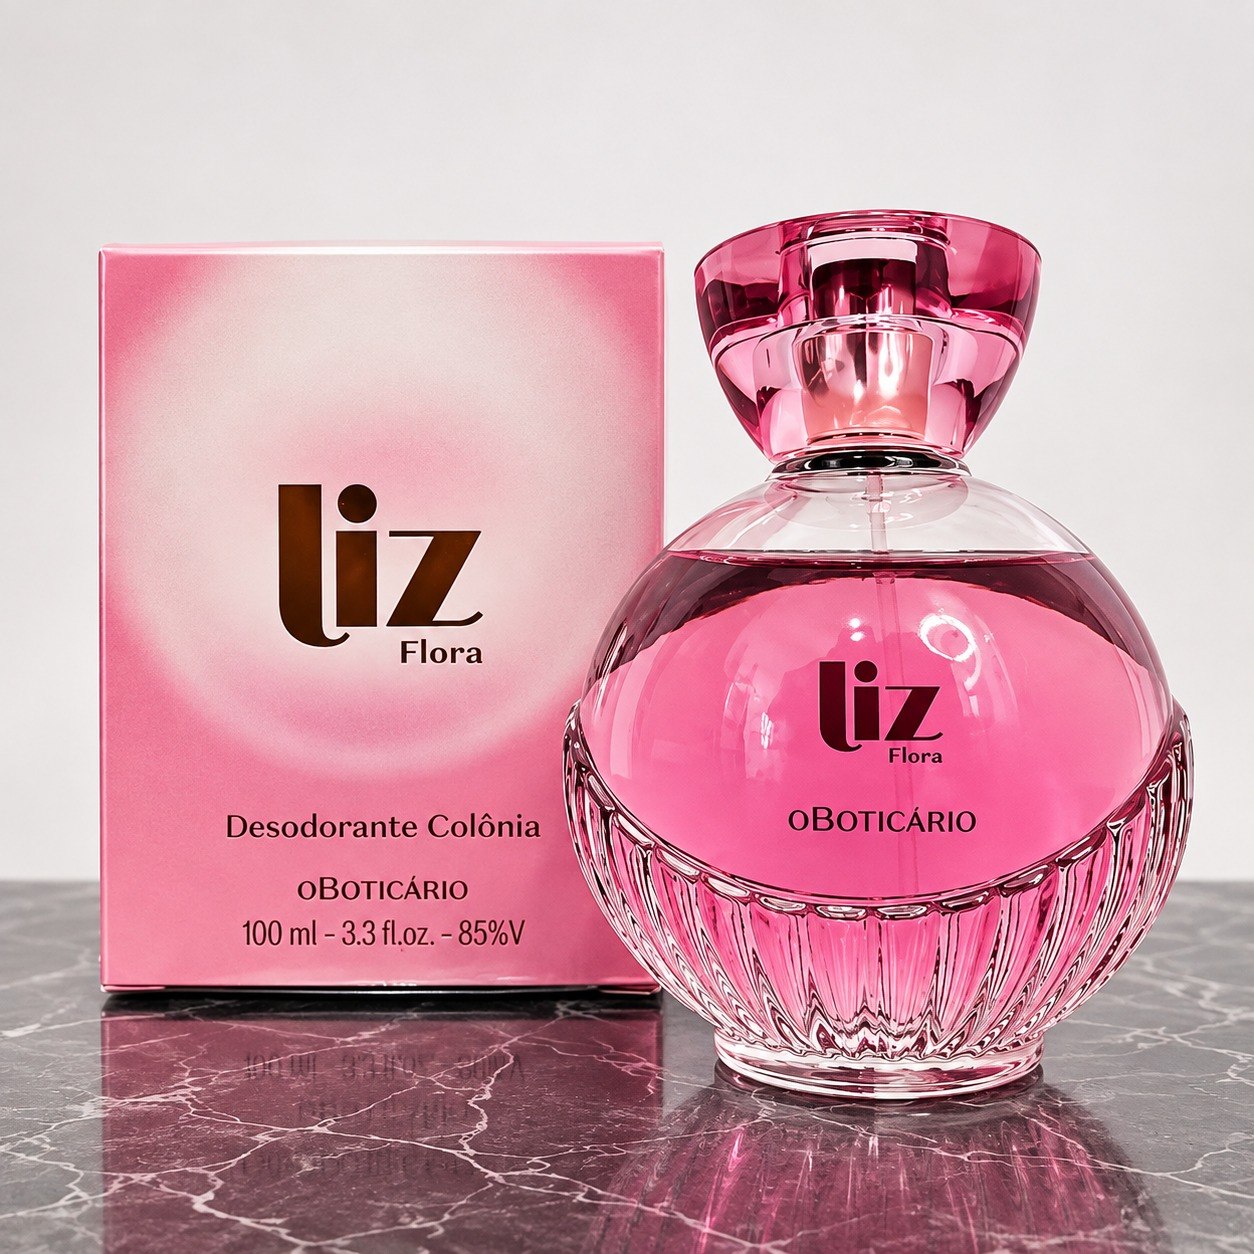 liz
Flora
Desodorante Colônia
oBOTICÁRIO
100 ml - 3.3 fl.oz. - 85%V
liz
Flora
oBOTICÁRIO